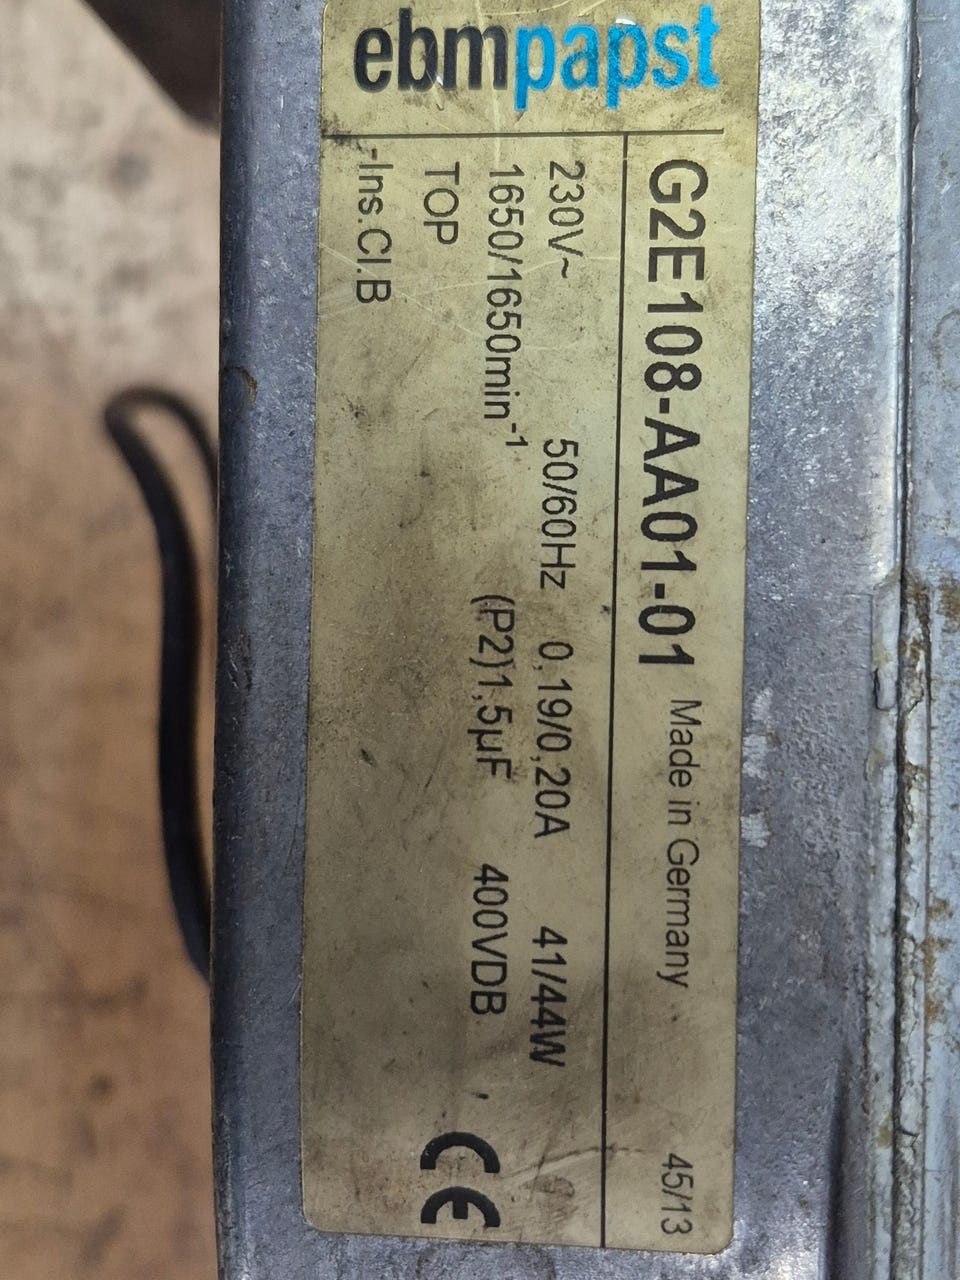 ebmpapst
G2E108-AA01-01 Made in Germany 45/13
230V~ 50/60Hz 0,19/0,20A 41/44W
1650/1650min⁻¹ (P2)1,5µF 400VDB
TOP
-Ins.Cl.B
CE